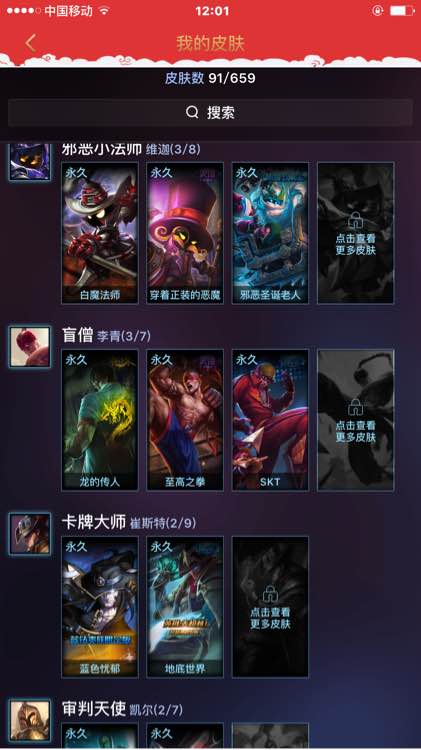 中国移动
12:01
我的皮肤
皮肤数 91/659
搜索
邪恶小法师 维迦(3/8)
永久
永久
永久
点击查看
更多皮肤
白魔法师
穿着正装的恶魔
邪恶圣诞老人
盲僧 李青(3/7)
永久
永久
永久
点击查看
更多皮肤
龙的传人
至高之拳
SKT
卡牌大师 崔斯特(2/9)
永久
永久
点击查看
更多皮肤
蓝色忧郁
地底世界
审判天使 凯尔(2/7)
永久
永久